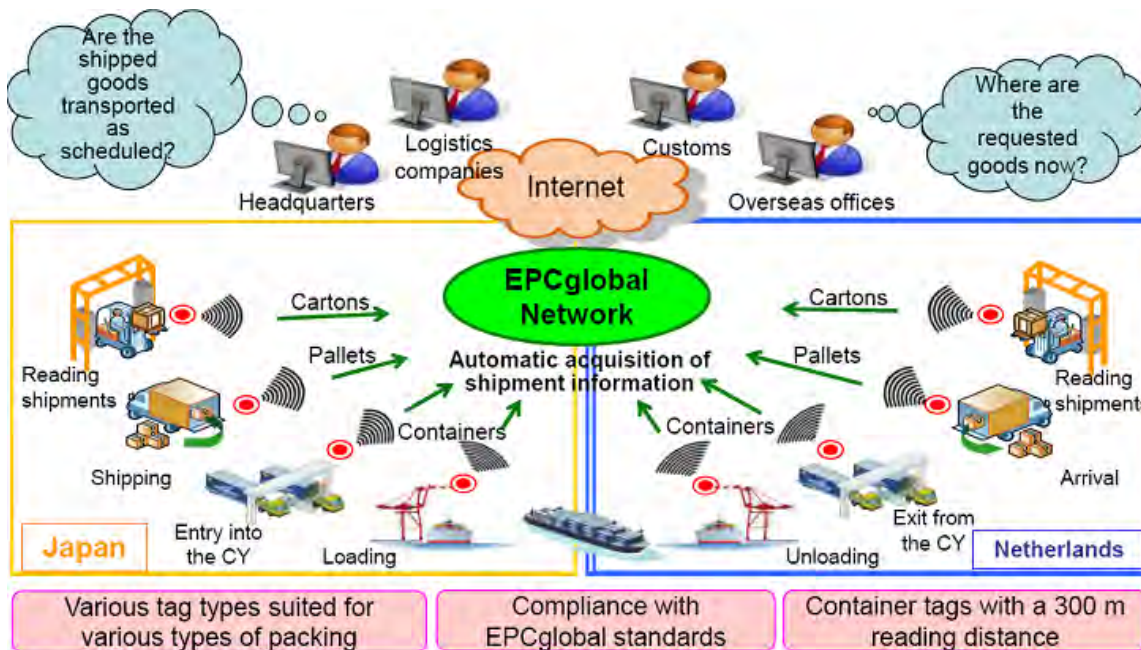 Are the
shipped
goods
transported
as
scheduled?
Headquarters
Logistics
companies
Internet
Customs
Overseas offices
Where are
the
requested
goods now?
EPCglobal
Network
Automatic acquisition of
shipment information
Cartons
Pallets
Containers
Reading
shipments
Shipping
Entry into
the CY
Loading
Japan
Cartons
Pallets
Containers
Reading
shipments
Arrival
Exit from
the CY
Unloading
Netherlands
Various tag types suited for
various types of packing
Compliance with
EPCglobal standards
Container tags with a 300 m
reading distance